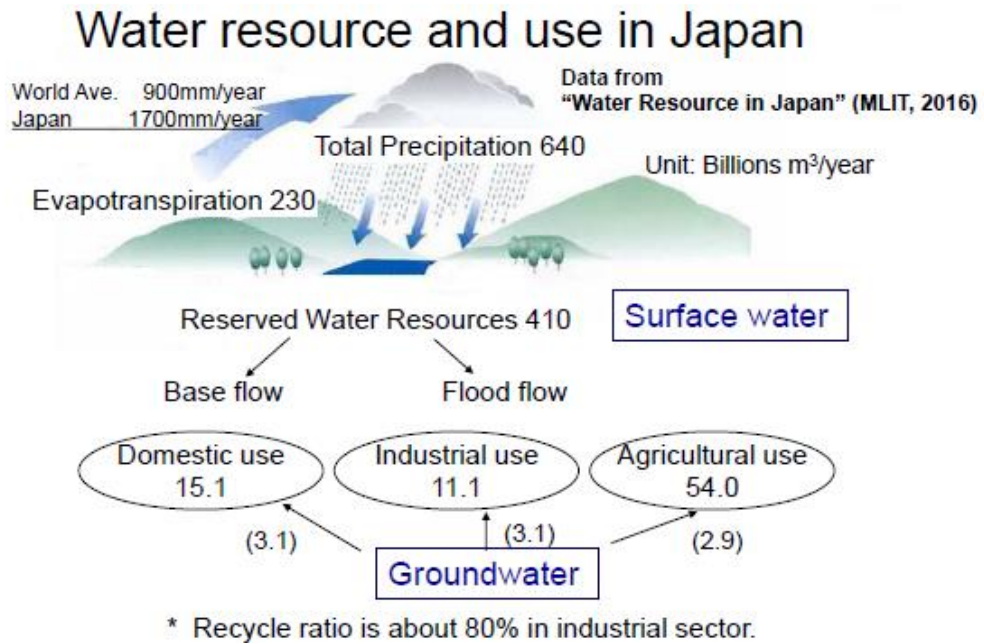 Water resource and use in Japan
World Ave. 900mm/year
Japan 1700mm/year
Data from
“Water Resource in Japan” (MLIT, 2016)
Total Precipitation 640
Unit: Billions m³/year
Evapotranspiration 230
Reserved Water Resources 410
Surface water
Base flow
Flood flow
Domestic use
15.1
Industrial use
11.1
Agricultural use
54.0
(3.1)
(3.1)
(2.9)
Groundwater
* Recycle ratio is about 80% in industrial sector.